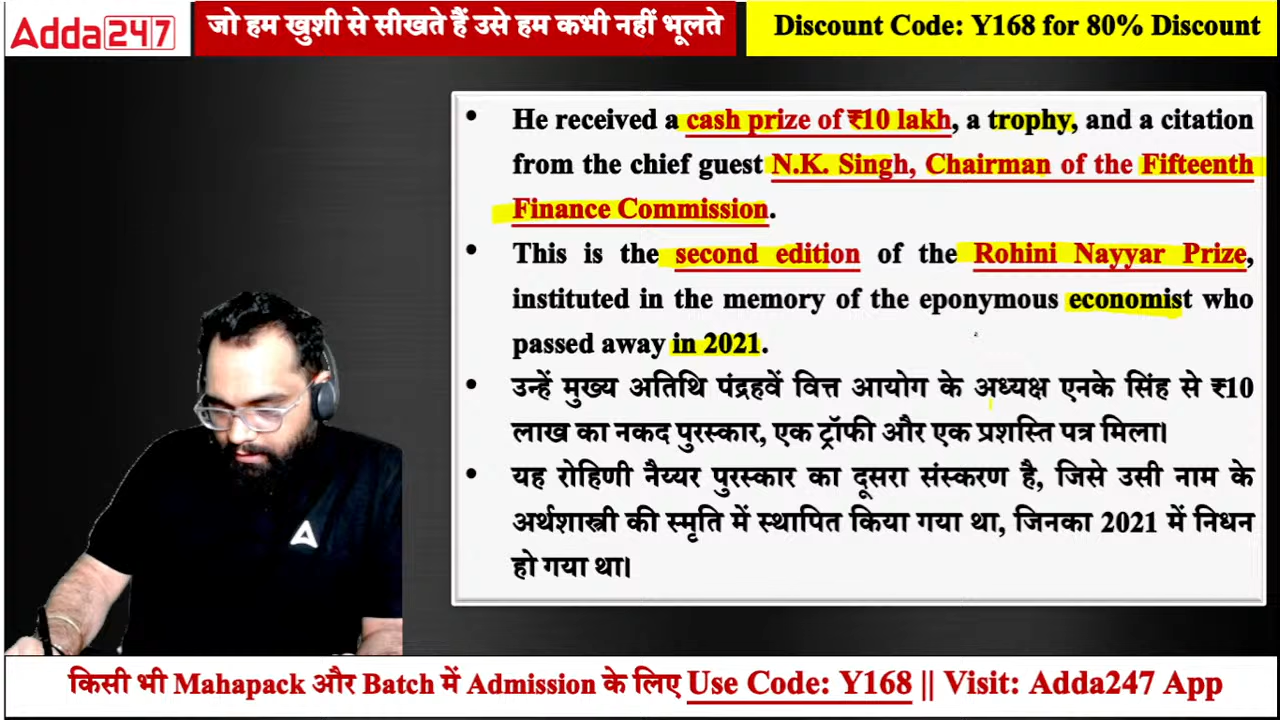 Adda247
जो हम खुशी से सीखते हैं उसे हम कभी नहीं भूलते
Discount Code: Y168 for 80% Discount
• He received a cash prize of ₹10 lakh, a trophy, and a citation
from the chief guest N.K. Singh, Chairman of the Fifteenth
Finance Commission.
• This is the second edition of the Rohini Nayyar Prize,
instituted in the memory of the eponymous economist who
passed away in 2021.
• उन्हें मुख्य अतिथि पंद्रहवें वित्त आयोग के अध्यक्ष एनके सिंह से ₹10
लाख का नकद पुरस्कार, एक ट्रॉफी और एक प्रशस्ति पत्र मिला।
• यह रोहिणी नैय्यर पुरस्कार का दूसरा संस्करण है, जिसे उसी नाम के
अर्थशास्त्री की स्मृति में स्थापित किया गया था, जिनका 2021 में निधन
हो गया था।
किसी भी Mahapack और Batch में Admission के लिए Use Code: Y168 || Visit: Adda247 App